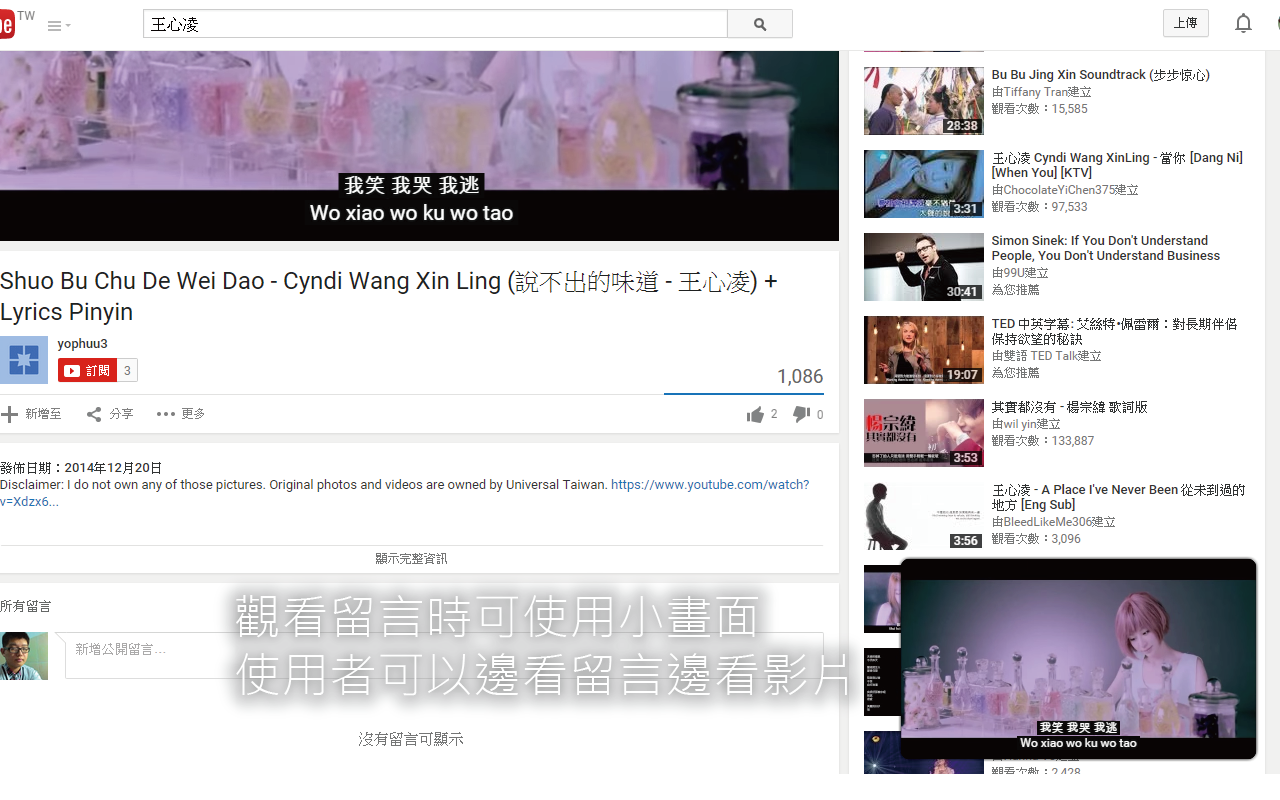 TW
王心凌
上傳
我笑 我哭 我逃
Wo xiao wo ku wo tao
Shuo Bu Chu De Wei Dao - Cyndi Wang Xin Ling (說不出的味道 - 王心凌) +
Lyrics Pinyin
yophuu3
訂閱 3
1,086
新增至 分享 更多 2 0
發佈日期：2014年12月20日
Disclaimer: I do not own any of those pictures. Original photos and videos are owned by Universal Taiwan. https://www.youtube.com/watch?
v=Xdzx6...
顯示完整資訊
所有留言
新增公開留言...
觀看留言時可使用小畫面
使用者可以邊看留言邊看影片
沒有留言可顯示
28:38
Bu Bu Jing Xin Soundtrack (步步惊心)
由Tiffany Tran建立
觀看次數：15,585
3:31
王心凌 Cyndi Wang XinLing - 當你 [Dang Ni]
[When You] [KTV]
由ChocolateYiChen375建立
觀看次數：97,533
30:41
Simon Sinek: If You Don't Understand
People, You Don't Understand Business
由99U建立
為您推薦
19:07
TED 中英字幕: 艾絲特•佩雷爾：對長期伴侶
保持欲望的秘訣
由雙語 TED Talk建立
為您推薦
楊宗緯
其實都沒有
3:53
其實都沒有 - 楊宗緯 歌詞版
由wil yin建立
觀看次數：133,887
3:56
王心凌 - A Place I've Never Been 從未到過的
地方 [Eng Sub]
由BleedLikeMe306建立
觀看次數：3,096
我笑 我哭 我逃
Wo xiao wo ku wo tao
觀看次數：2,428